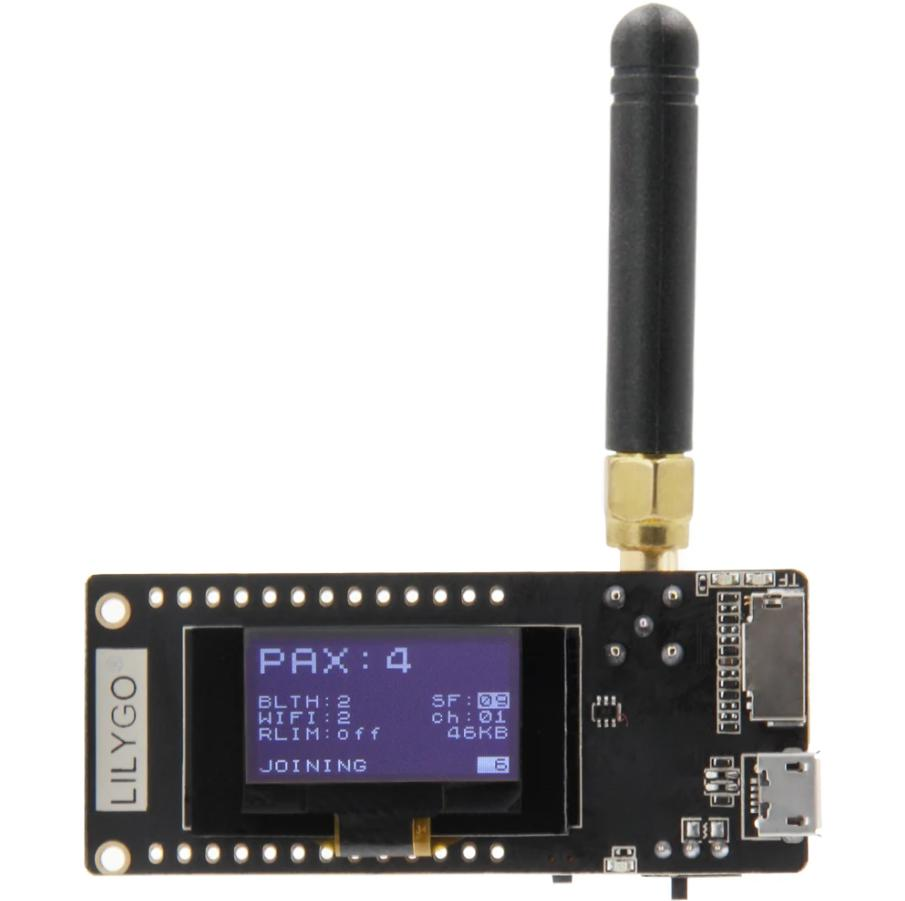 TF
LILYGO®
PAX:4
BLTH:2 SF:09
WIFI:2 ch:01
RLIM:off 46KB
JOINING 6